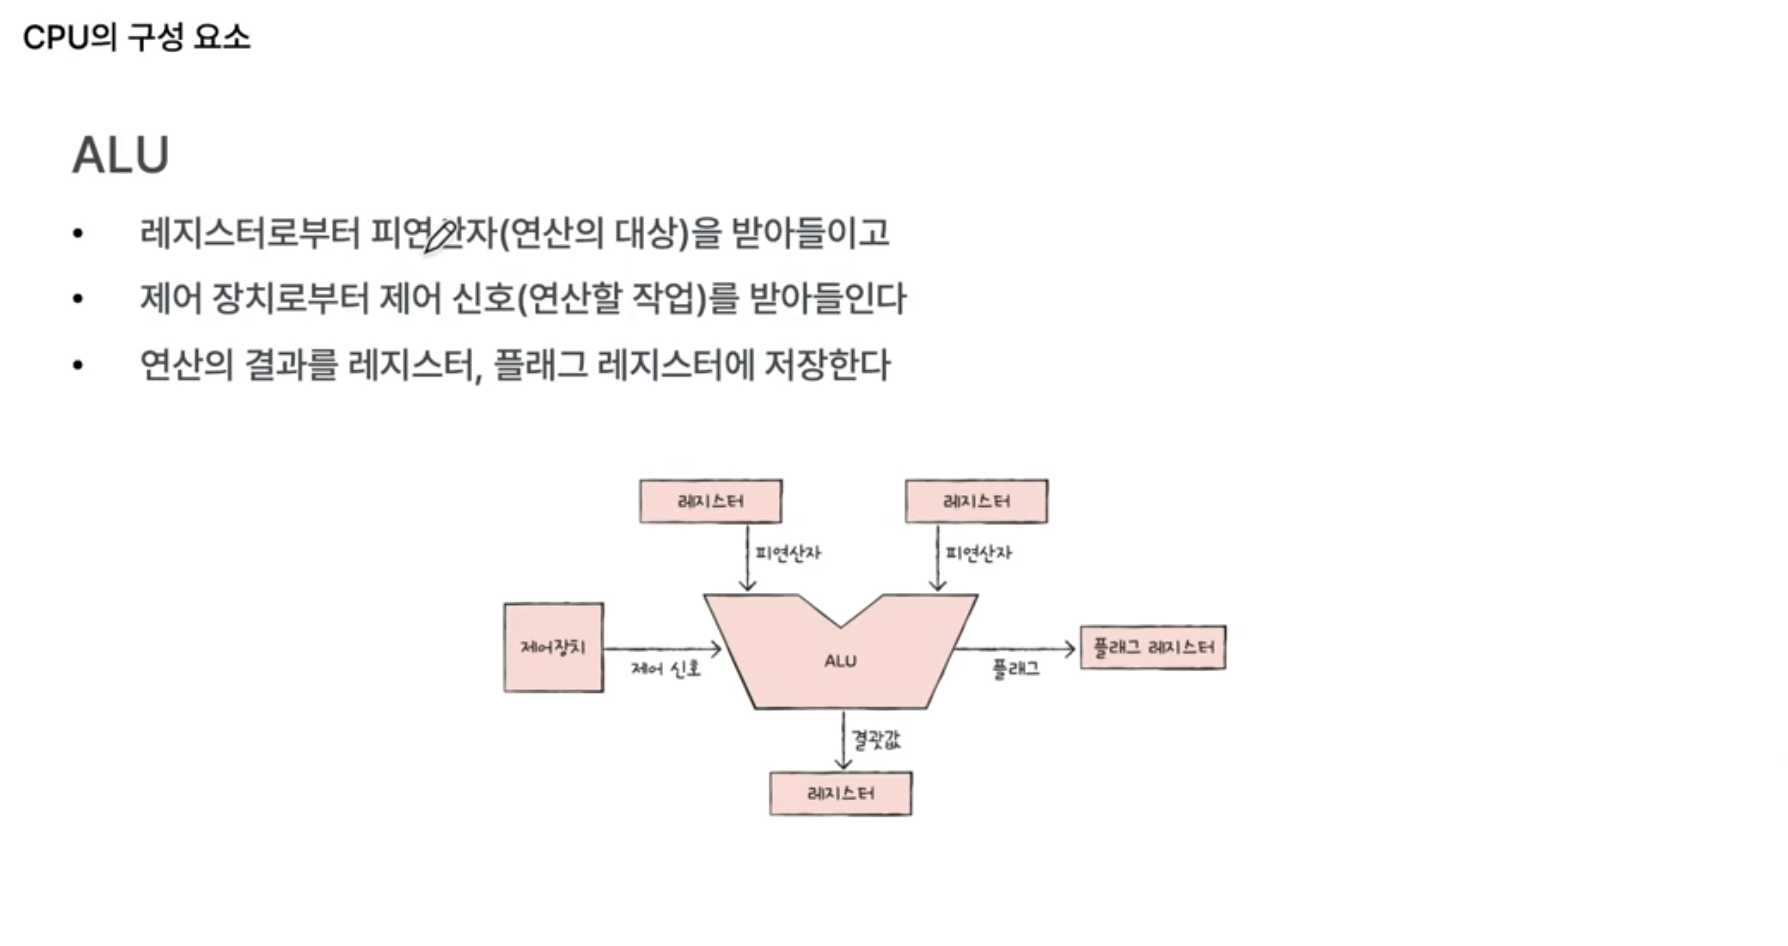 CPU의 구성 요소
ALU
• 레지스터로부터 피연산자(연산의 대상)을 받아들이고
• 제어 장치로부터 제어 신호(연산할 작업)를 받아들인다
• 연산의 결과를 레지스터, 플래그 레지스터에 저장한다
레지스터 레지스터
피연산자 피연산자
제어장치
제어 신호
ALU
플래그
플래그 레지스터
결괏값
레지스터